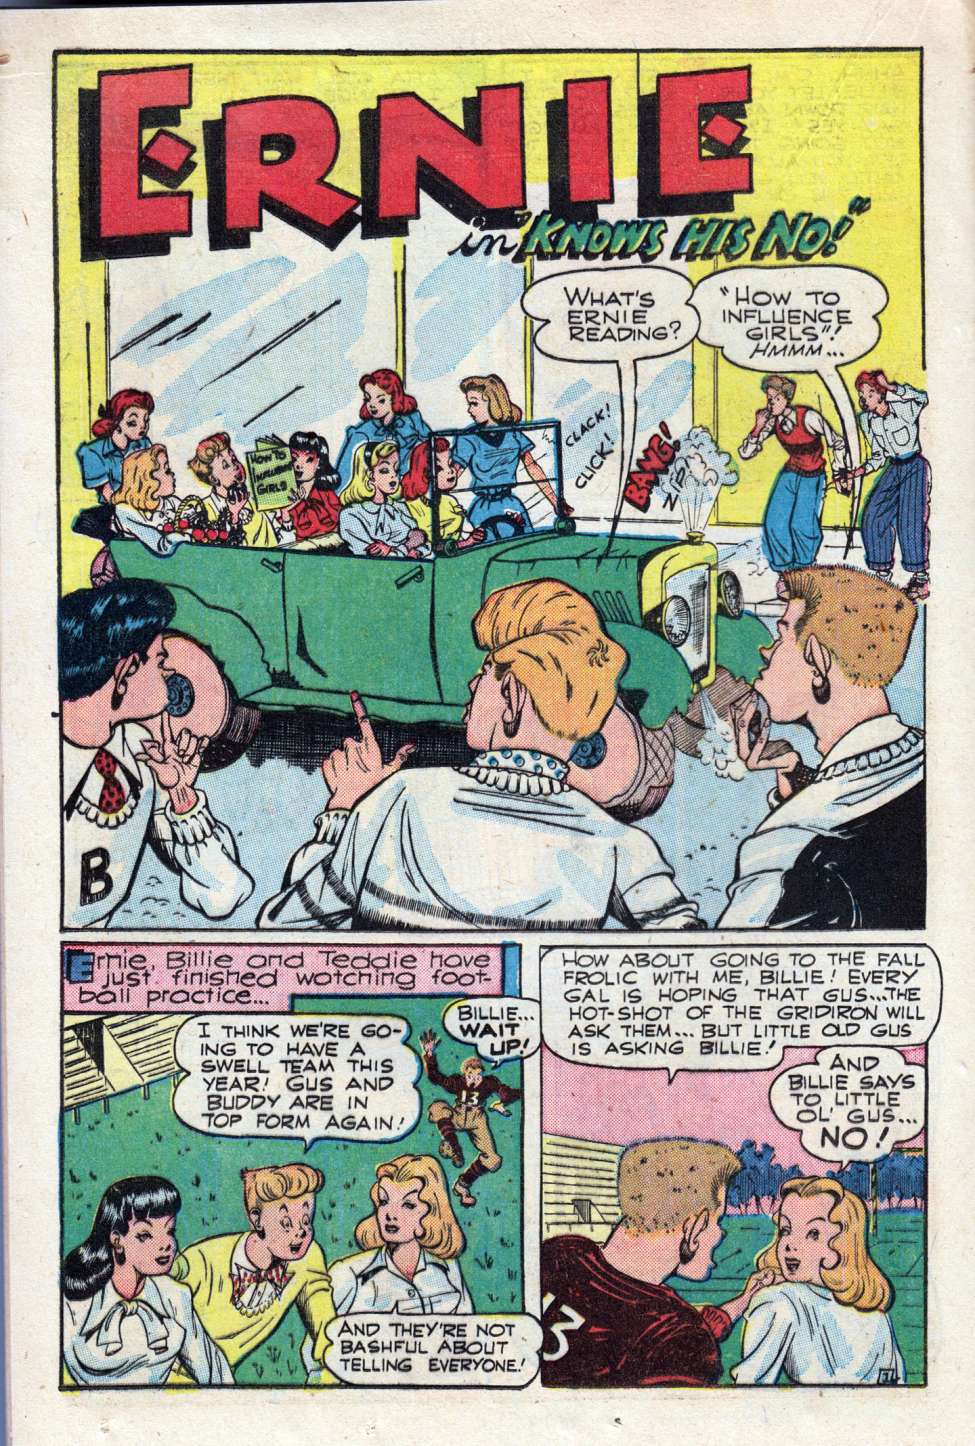 ERNIE
in "KNOWS HIS NO!"
WHAT'S
ERNIE
READING?
"HOW TO
INFLUENCE
GIRLS"!
HMMM...
CLACK!
CLICK!
BANG!
ZIP!
HOW TO
INFLUENCE
GIRLS
B
Ernie, Billie and Teddie have
just finished watching foot-
ball practice...
I THINK WE'RE GO-
ING TO HAVE A
SWELL TEAM THIS
YEAR! GUS AND
BUDDY ARE IN
TOP FORM AGAIN!
BILLIE...
WAIT
UP!
13
AND THEY'RE NOT
BASHFUL ABOUT
TELLING EVERYONE!
HOW ABOUT GOING TO THE FALL
FROLIC WITH ME, BILLIE! EVERY
GAL IS HOPING THAT GUS...THE
HOT-SHOT OF THE GRIDIRON WILL
ASK THEM... BUT LITTLE OLD GUS
IS ASKING BILLIE!
AND
BILLIE SAYS
TO LITTLE
OL' GUS...
NO!
13